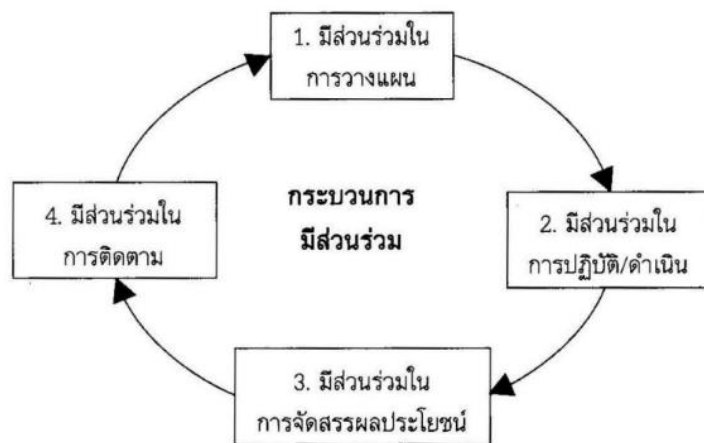 1. มีส่วนร่วมใน
การวางแผน
กระบวนการ
มีส่วนร่วม
2. มีส่วนร่วมใน
การปฏิบัติ/ดำเนิน
3. มีส่วนร่วมใน
การจัดสรรผลประโยชน์
4. มีส่วนร่วมใน
การติดตาม